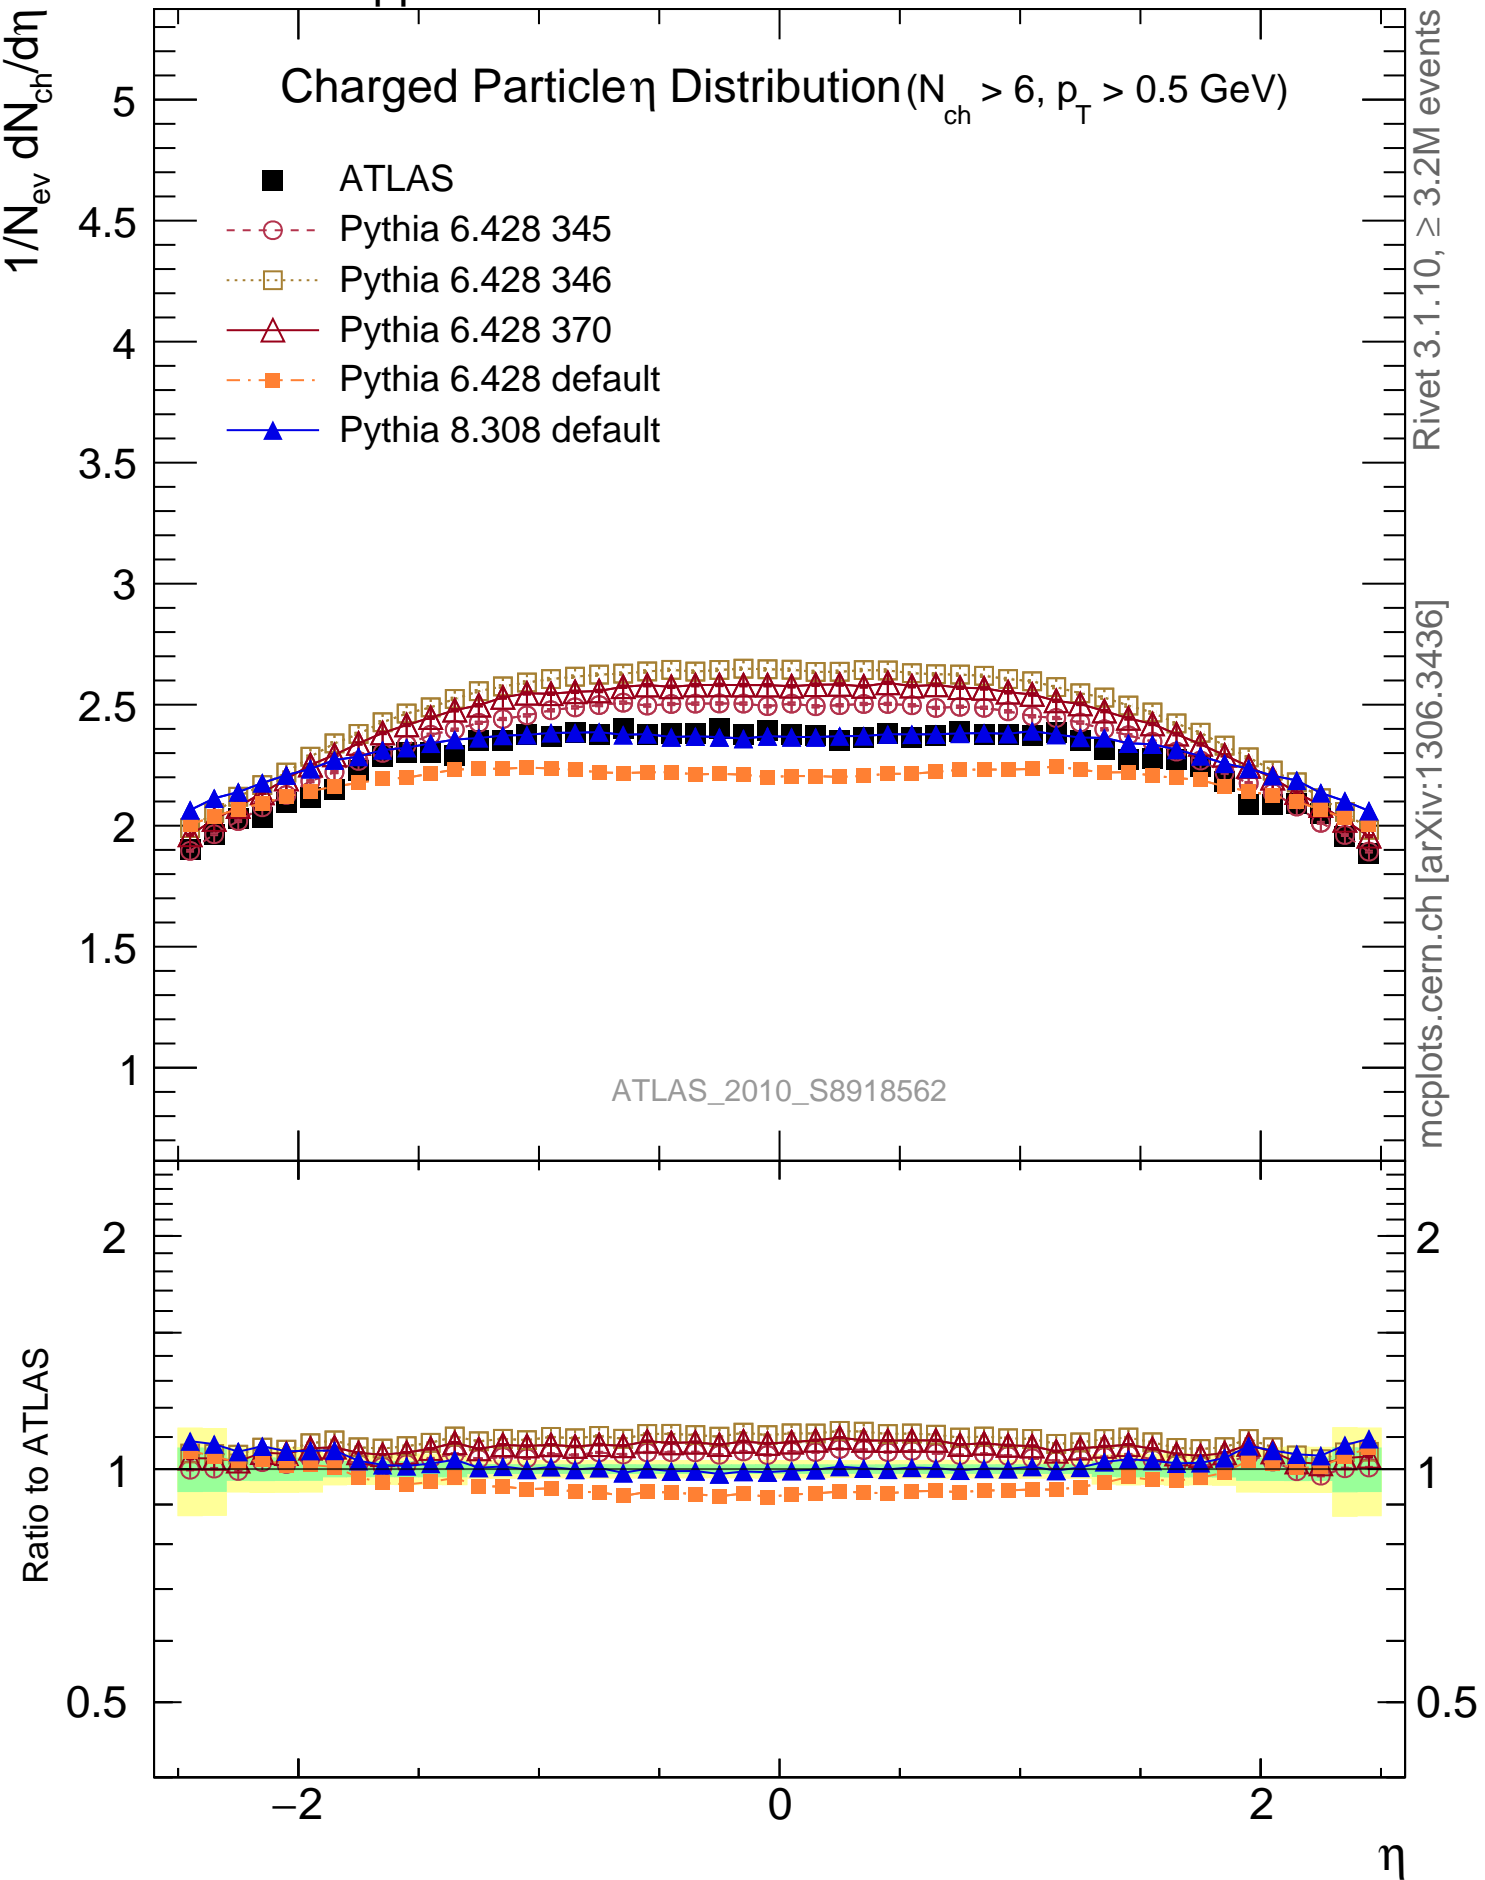 Charged Particle η Distribution (N_ch > 6, p_T > 0.5 GeV)
1/N_ev dN_ch/dη
ATLAS
Pythia 6.428 345
Pythia 6.428 346
Pythia 6.428 370
Pythia 6.428 default
Pythia 8.308 default
5
4.5
4
3.5
3
2.5
2
1.5
1
ATLAS_2010_S8918562
Rivet 3.1.10, ≥ 3.2M events
mcplots.cern.ch [arXiv:1306.3436]
Ratio to ATLAS
2
1
0.5
2
1
0.5
−2
0
2
η